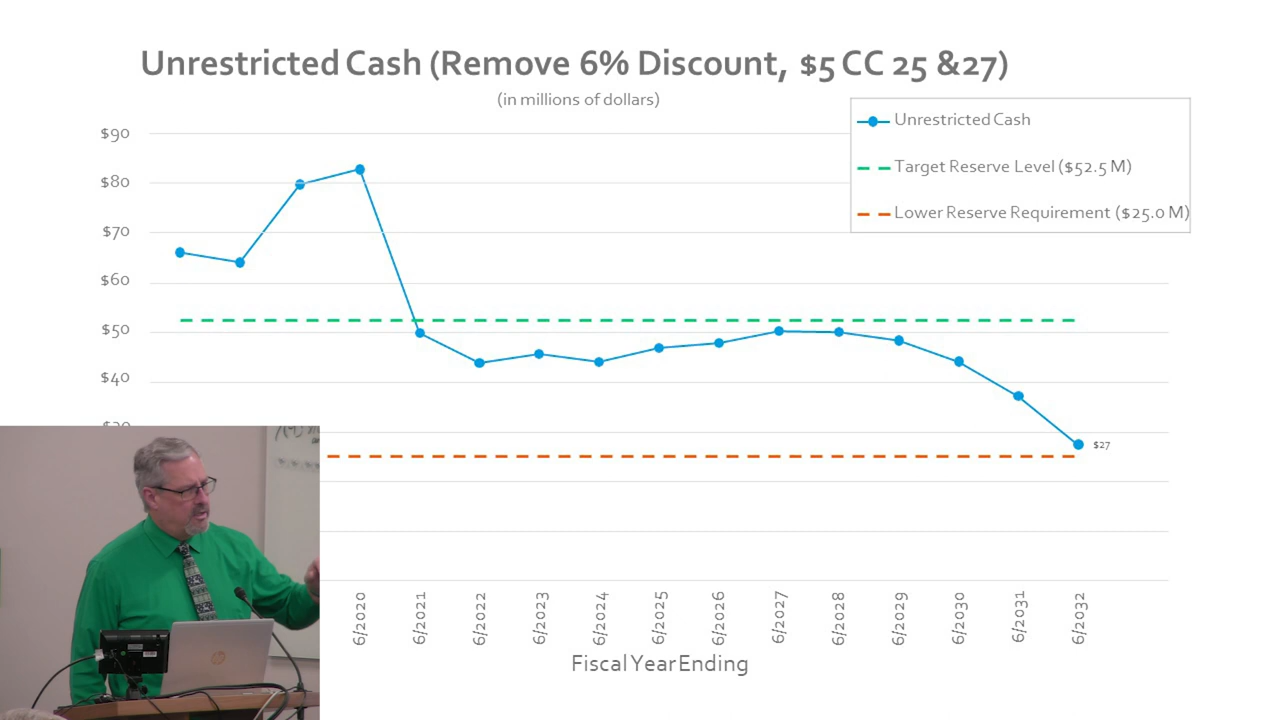 Unrestricted Cash (Remove 6% Discount, $5 CC 25 &27)
(in millions of dollars)
Unrestricted Cash
Target Reserve Level ($52.5 M)
Lower Reserve Requirement ($25.0 M)
$90
$80
$70
$60
$50
$40
$27
6/2020
6/2021
6/2022
6/2023
6/2024
6/2025
6/2026
6/2027
6/2028
6/2029
6/2030
6/2031
6/2032
Fiscal Year Ending
hp